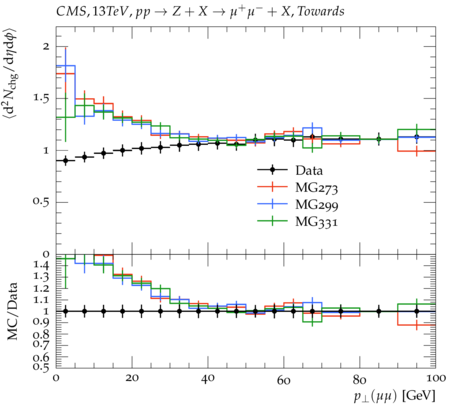 CMS, 13TeV, pp → Z + X → μ⁺μ⁻ + X, Towards
⟨d²N_chg/dηdϕ⟩
2
1.5
1
0.5
0
Data
MG273
MG299
MG331
MC/Data
1.4
1.3
1.2
1.1
1
0.9
0.8
0.7
0.6
0.5
0 20 40 60 80 100
p⊥(μμ) [GeV]